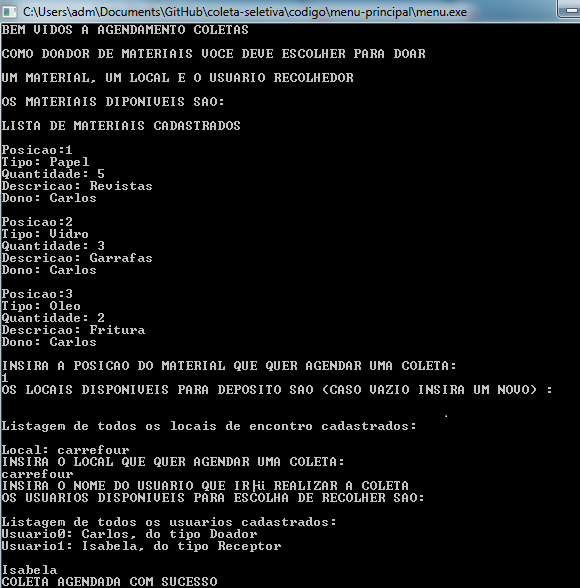 C:\Users\adm\Documents\GitHub\coleta-seletiva\codigo\menu-principal\menu.exe
BEM VIDOS A AGENDAMENTO COLETAS
COMO DOADOR DE MATERIAIS VOCE DEVE ESCOLHER PARA DOAR
UM MATERIAL, UM LOCAL E O USUARIO RECOLHEDOR
OS MATERIAIS DIPONIVEIS SAO:
LISTA DE MATERIAIS CADASTRADOS
Posicao:1
Tipo: Papel
Quantidade: 5
Descricao: Revistas
Dono: Carlos
Posicao:2
Tipo: Vidro
Quantidade: 3
Descricao: Garrafas
Dono: Carlos
Posicao:3
Tipo: Oleo
Quantidade: 2
Descricao: Fritura
Dono: Carlos
INSIRA A POSICAO DO MATERIAL QUE QUER AGENDAR UMA COLETA:
1
OS LOCAIS DISPONIVEIS PARA DEPOSITO SAO (CASO VAZIO INSIRA UM NOVO) :
Listagem de todos os locais de encontro cadastrados:
Local: carrefour
INSIRA O LOCAL QUE QUER AGENDAR UMA COLETA:
carrefour
INSIRA O NOME DO USUARIO QUE IR├ü REALIZAR A COLETA
OS USUARIOS DISPONIVEIS PARA ESCOLHA DE RECOLHER SAO:
Listagem de todos os usuarios cadastrados:
Usuario0: Carlos, do tipo Doador
Usuario1: Isabela, do tipo Receptor
Isabela
COLETA AGENDADA COM SUCESSO